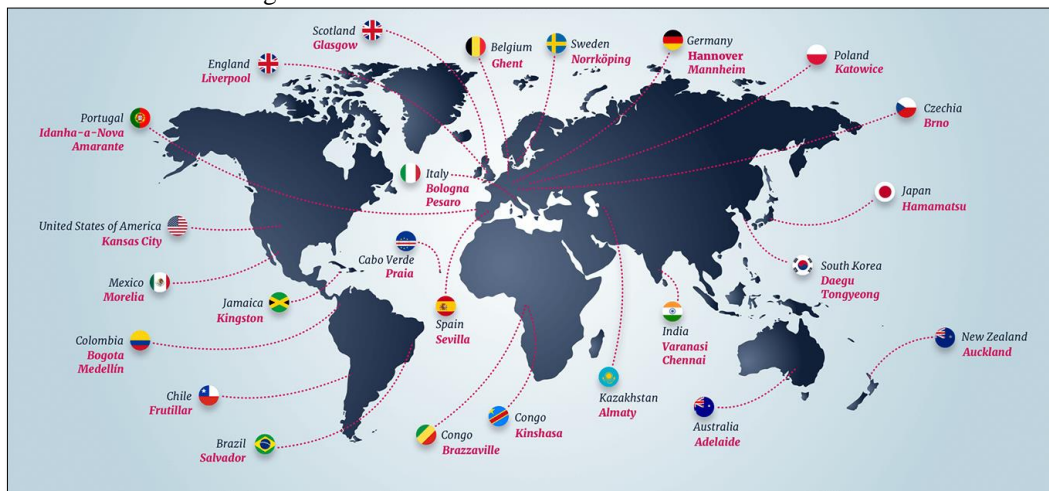 Scotland
Glasgow
England
Liverpool
Belgium
Ghent
Sweden
Norrköping
Germany
Hannover
Mannheim
Poland
Katowice
Portugal
Idanha-a-Nova
Amarante
Czechia
Brno
Italy
Bologna
Pesaro
Japan
Hamamatsu
United States of America
Kansas City
Cabo Verde
Praia
South Korea
Daegu
Tongyeong
Mexico
Morelia
Jamaica
Kingston
Spain
Sevilla
India
Varanasi
Chennai
Colombia
Bogota
Medellín
New Zealand
Auckland
Chile
Frutillar
Kazakhstan
Almaty
Congo
Kinshasa
Australia
Adelaide
Brazil
Salvador
Congo
Brazzaville